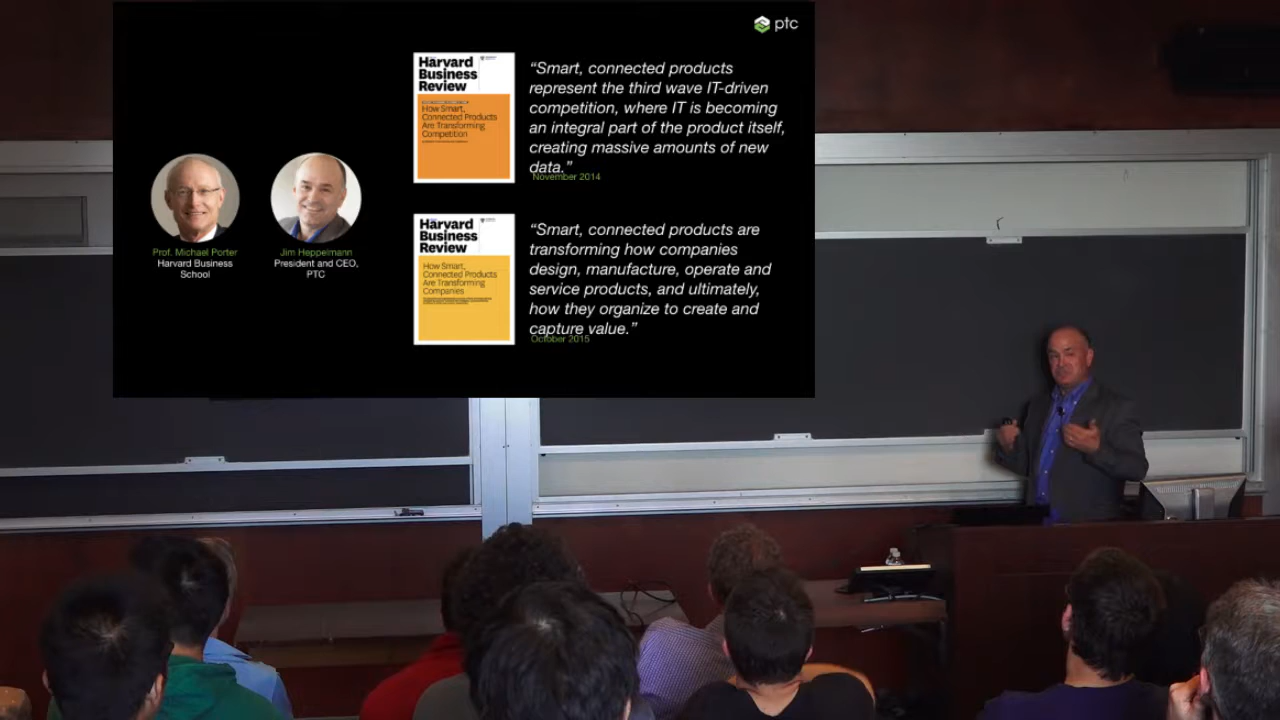 ptc
Harvard
Business
Review
How Smart,
Connected Products
Are Transforming
Competition
“Smart, connected products
represent the third wave IT-driven
competition, where IT is becoming
an integral part of the product itself,
creating massive amounts of new
data.”
November 2014
Prof. Michael Porter
Harvard Business
School
Jim Heppelmann
President and CEO,
PTC
Harvard
Business
Review
How Smart,
Connected Products
Are Transforming
Companies
“Smart, connected products are
transforming how companies
design, manufacture, operate and
service products, and ultimately,
how they organize to create and
capture value.”
October 2015